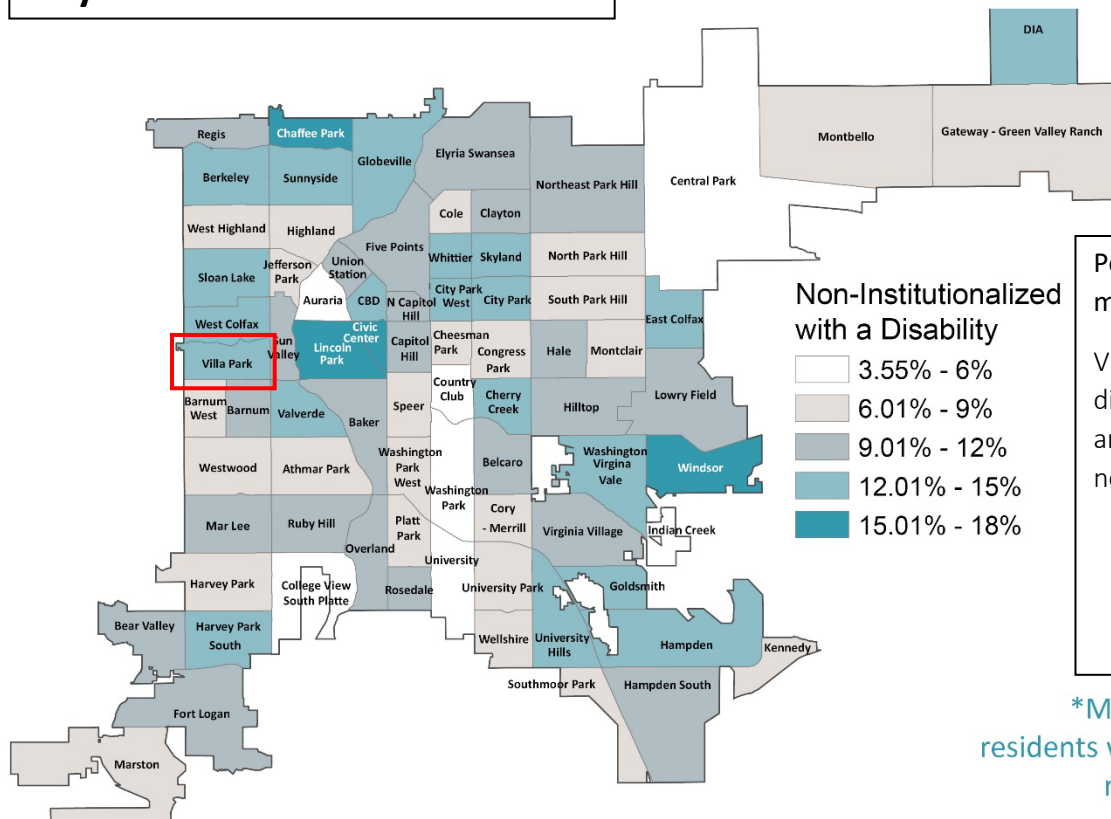 DIA
Montbello
Gateway - Green Valley Ranch
Regis
Chaffee Park
Globeville
Elyria Swansea
Berkeley
Sunnyside
Northeast Park Hill
Central Park
Cole
Clayton
West Highland
Highland
Five Points
Union
Station
Whittier
Skyland
North Park Hill
Sloan Lake
Jefferson
Park
Auraria
CBD
N Capitol
Hill
City Park
West
City Park
South Park Hill
East Colfax
West Colfax
Sun
Valley
Lincoln
Park
Civic
Center
Capitol
Hill
Cheesman
Park
Congress
Park
Hale
Montclair
Villa Park
Barnum
West
Barnum
Valverde
Baker
Speer
Country
Club
Cherry
Creek
Hilltop
Lowry Field
Westwood
Athmar Park
Washington
Park
West
Washington
Park
Belcaro
Washington
Virgina
Vale
Windsor
Mar Lee
Ruby Hill
Overland
Platt
Park
University
Cory
- Merrill
Virginia Village
Indian Creek
Harvey Park
College View
South Platte
Rosedale
University Park
Goldsmith
Bear Valley
Harvey Park
South
Wellshire
University
Hills
Hampden
Kennedy
Fort Logan
Southmoor Park
Hampden South
Marston
Non-Institutionalized
with a Disability
3.55% - 6%
6.01% - 9%
9.01% - 12%
12.01% - 15%
15.01% - 18%
*M
residents